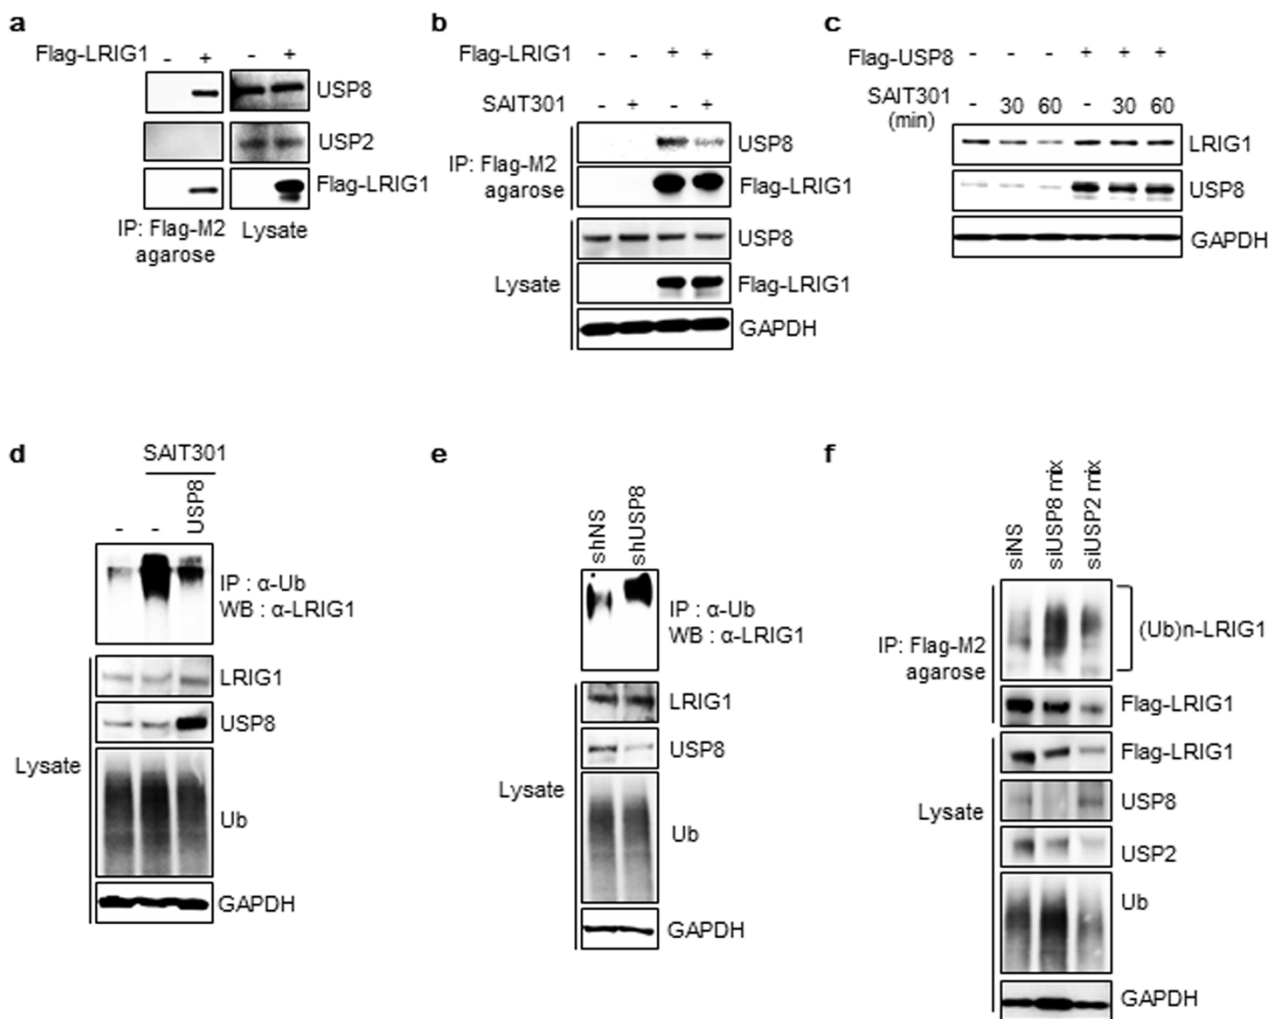 a
Flag-LRIG1 - + - +
USP8
USP2
Flag-LRIG1
IP: Flag-M2 Lysate
agarose
b
Flag-LRIG1 - - + +
SAIT301 - + - +
IP: Flag-M2
agarose
USP8
Flag-LRIG1
Lysate
USP8
Flag-LRIG1
GAPDH
c
Flag-USP8 - - - + + +
SAIT301 - 30 60 - 30 60
(min)
LRIG1
USP8
GAPDH
d
SAIT301
- - USP8
IP : α-Ub
WB : α-LRIG1
LRIG1
USP8
Lysate
Ub
GAPDH
e
shNS
shUSP8
IP : α-Ub
WB : α-LRIG1
LRIG1
USP8
Lysate
Ub
GAPDH
f
siNS
siUSP8 mix
siUSP2 mix
IP: Flag-M2
agarose
(Ub)n-LRIG1
Flag-LRIG1
Flag-LRIG1
Lysate
USP8
USP2
Ub
GAPDH